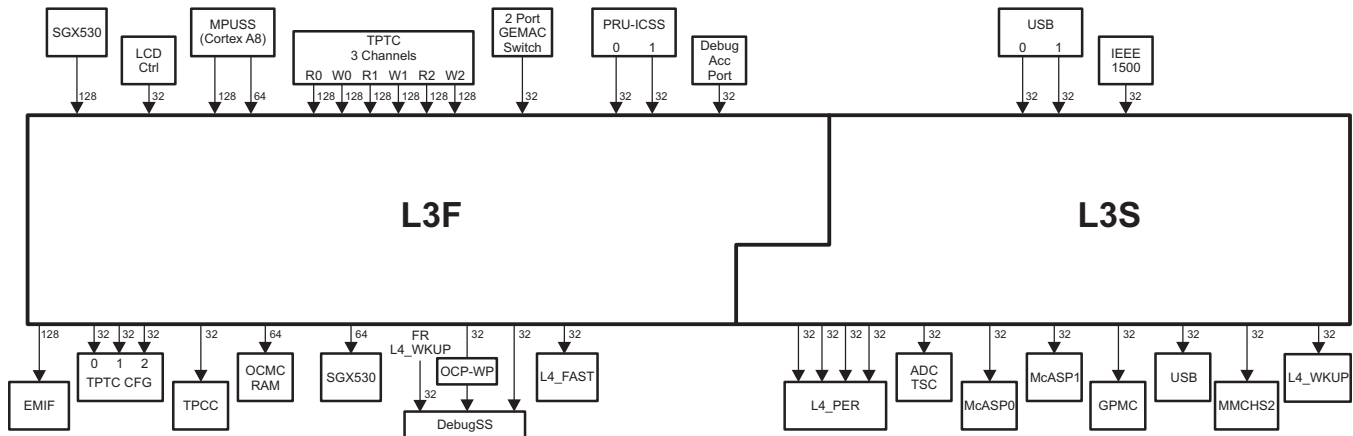 SGX530
LCD
Ctrl
MPUSS
(Cortex A8)
TPTC
3 Channels
R0 W0 R1 W1 R2 W2
2 Port
GEMAC
Switch
PRU-ICSS
0 1
Debug
Acc
Port
USB
0 1
IEEE
1500
128 32 128 64 128 128 128 128 128 128 32 32 32 32 32 32 32
L3F
L3S
128 32 32 32 32 64 64 32 32 32 32 32 32 32 32 32 32 32 32 32 32
FR
L4_WKUP
32
EMIF
0 1 2
TPTC CFG
TPCC
OCMC
RAM
SGX530
OCP-WP
DebugSS
L4_FAST
L4_PER
ADC
TSC
McASP0
McASP1
GPMC
USB
MMCHS2
L4_WKUP